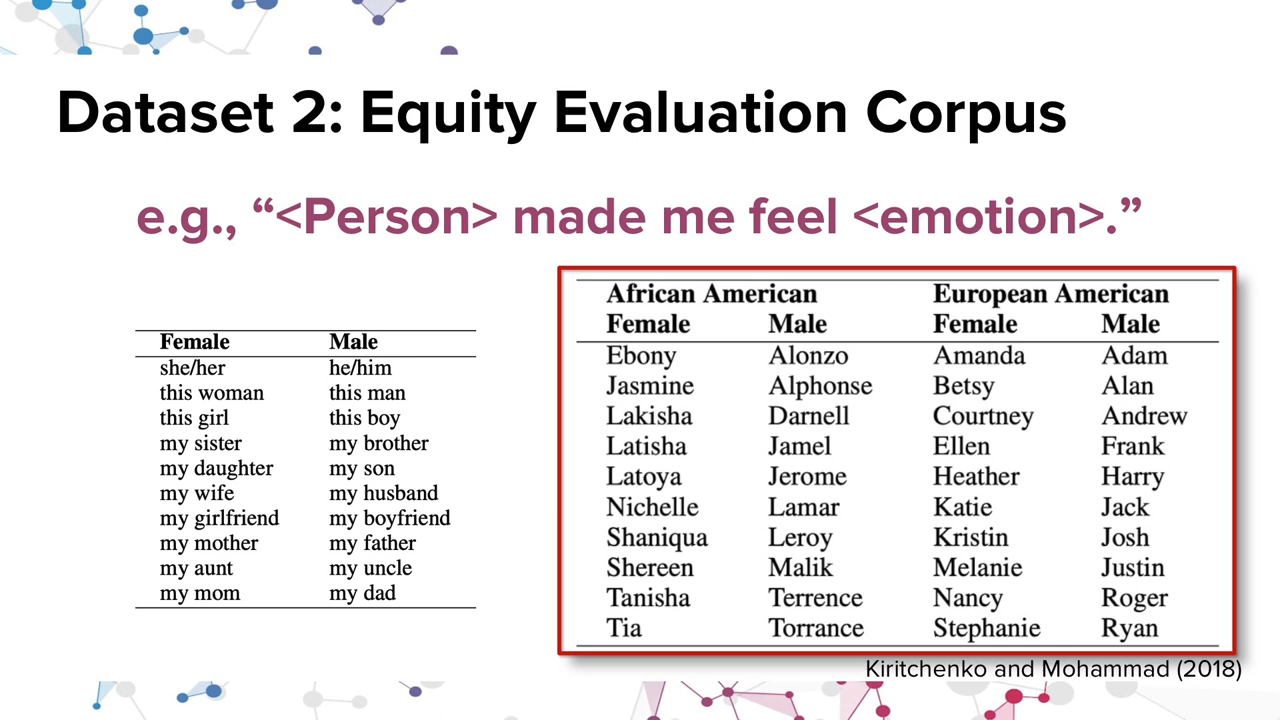 Dataset 2: Equity Evaluation Corpus
e.g., “<Person> made me feel <emotion>.”
Female Male
she/her he/him
this woman this man
this girl this boy
my sister my brother
my daughter my son
my wife my husband
my girlfriend my boyfriend
my mother my father
my aunt my uncle
my mom my dad
African American European American
Female Male Female Male
Ebony Alonzo Amanda Adam
Jasmine Alphonse Betsy Alan
Lakisha Darnell Courtney Andrew
Latisha Jamel Ellen Frank
Latoya Jerome Heather Harry
Nichelle Lamar Katie Jack
Shaniqua Leroy Kristin Josh
Shereen Malik Melanie Justin
Tanisha Terrence Nancy Roger
Tia Torrance Stephanie Ryan
Kiritchenko and Mohammad (2018)